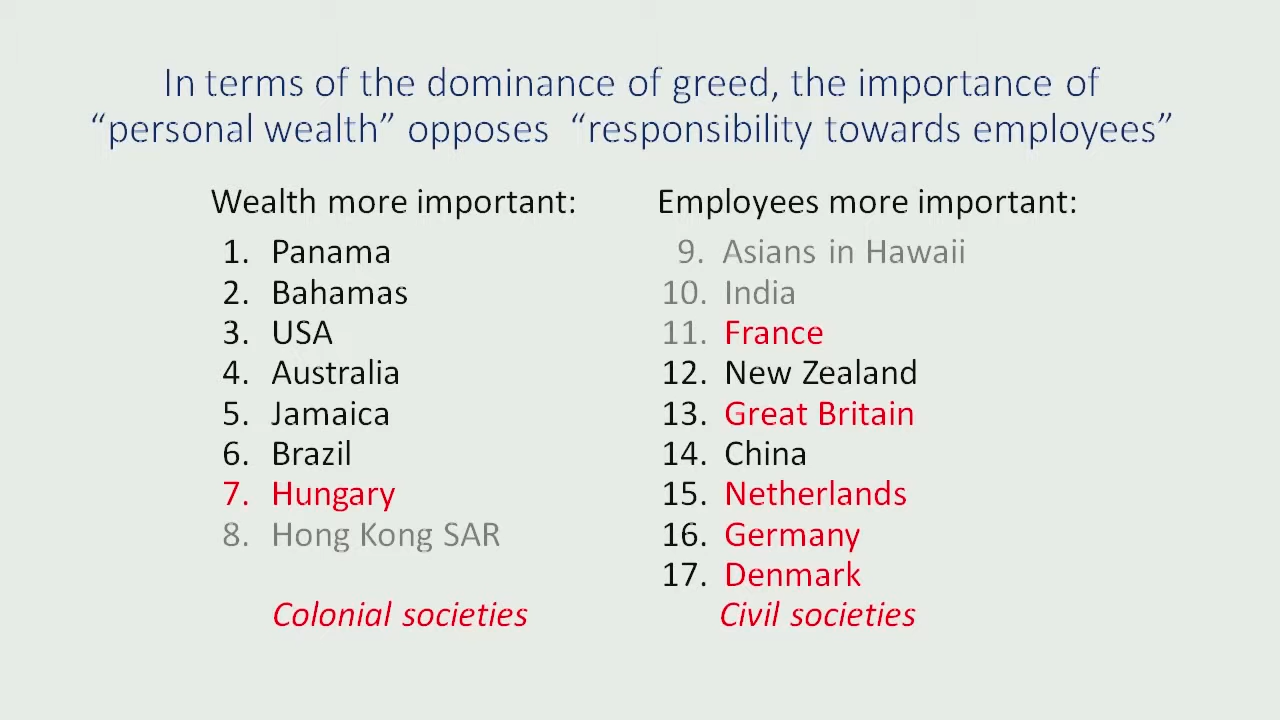 In terms of the dominance of greed, the importance of
“personal wealth” opposes “responsibility towards employees”
Wealth more important:
1. Panama
2. Bahamas
3. USA
4. Australia
5. Jamaica
6. Brazil
7. Hungary
8. Hong Kong SAR
Colonial societies
Employees more important:
9. Asians in Hawaii
10. India
11. France
12. New Zealand
13. Great Britain
14. China
15. Netherlands
16. Germany
17. Denmark
Civil societies